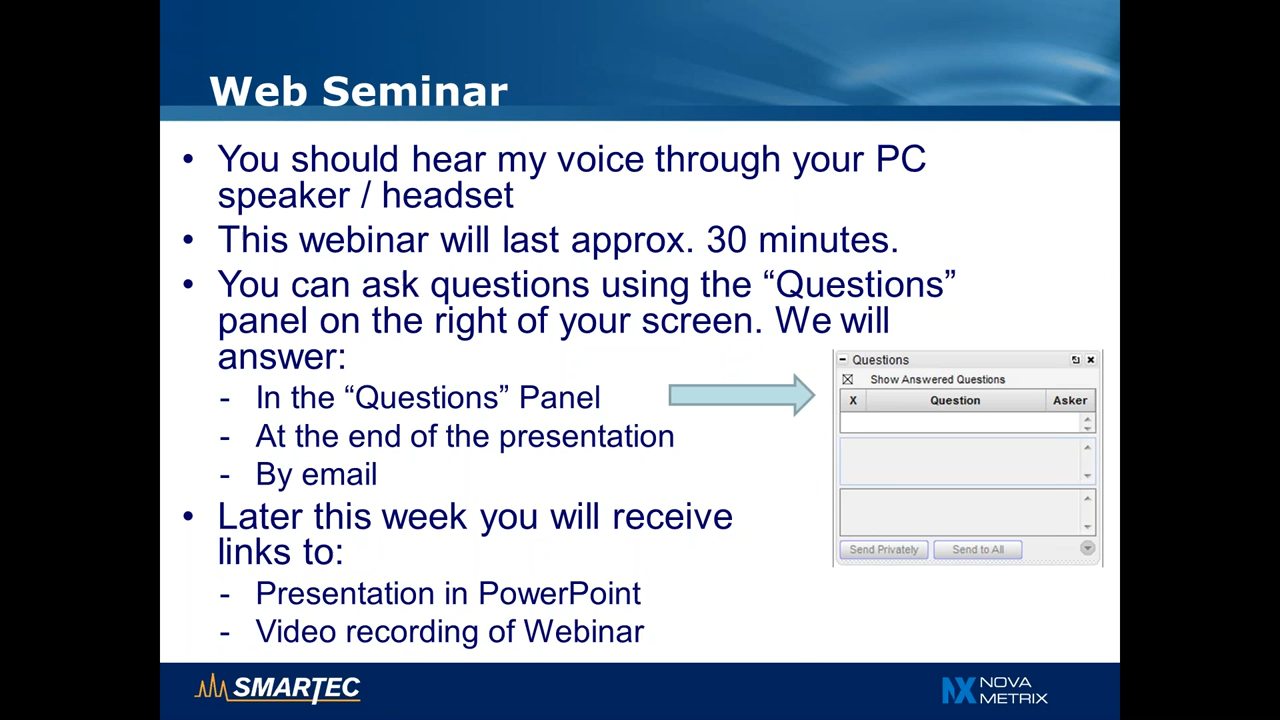 Web Seminar
• You should hear my voice through your PC
speaker / headset
• This webinar will last approx. 30 minutes.
• You can ask questions using the “Questions”
panel on the right of your screen. We will
answer:
- In the “Questions” Panel
- At the end of the presentation
- By email
• Later this week you will receive
links to:
- Presentation in PowerPoint
- Video recording of Webinar
Questions
Show Answered Questions
X Question Asker
Send Privately Send to All
SMARTEC
NOVA
METRIX